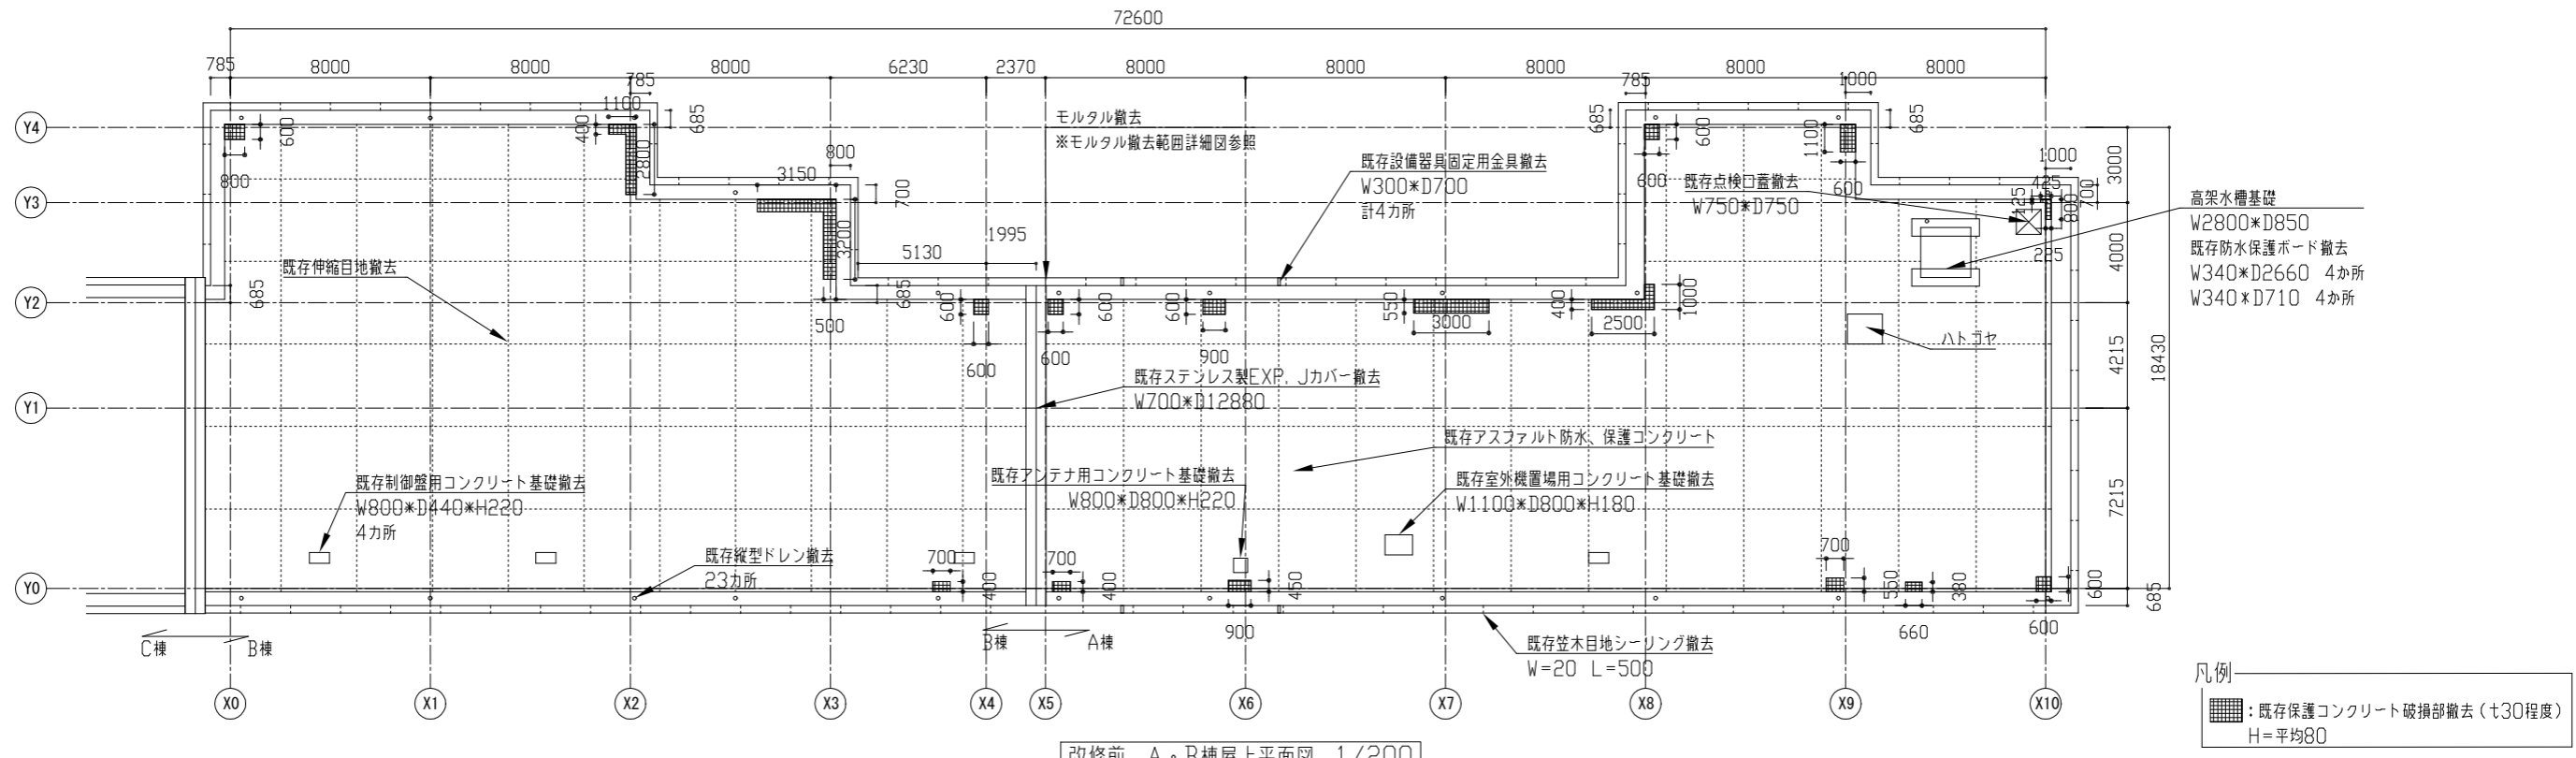 72600
785
8000
8000
8000
6230
2370
8000
8000
8000
8000
8000
785
785
1000
1100
Y4
600
400
685
モルタル撤去
※モルタル撤去範囲詳細図参照
685
600
1100
685
800
2800
3150
800
700
既存設備器具固定用金具撤去
W300*D700
計4カ所
600
既存点検口蓋撤去
W750*D750
600
1000
425
125
800
700
3000
Y3
高架水槽基礎
W2800*D850
既存防水保護ボード撤去
W340*D2660 4か所
W340*D710 4か所
3200
5130
1995
225
4000
既存伸縮目地撤去
685
Y2
500
685
600
600
600
600
900
550
3000
400
2500
1000
ハトゴヤ
4215
18430
既存ステンレス製EXP. Jカバー撤去
W700*D12880
Y1
既存アスファルト防水、保護コンクリート
既存制御盤用コンクリート基礎撤去
W800*D440*H220
4カ所
既存アンテナ用コンクリート基礎撤去
W800*D800*H220
既存室外機置場用コンクリート基礎撤去
W1100*D800*H180
7215
既存縦型ドレン撤去
23カ所
700
400
700
400
450
900
700
550
380
660
600
600
685
Y0
C棟
B棟
B棟
A棟
既存笠木目地シーリング撤去
W=20 L=500
X0
X1
X2
X3
X4
X5
X6
X7
X8
X9
X10
凡例
：既存保護コンクリート破損部撤去（t30程度）
H=平均80
改修前 A・B棟屋上平面図 1/200